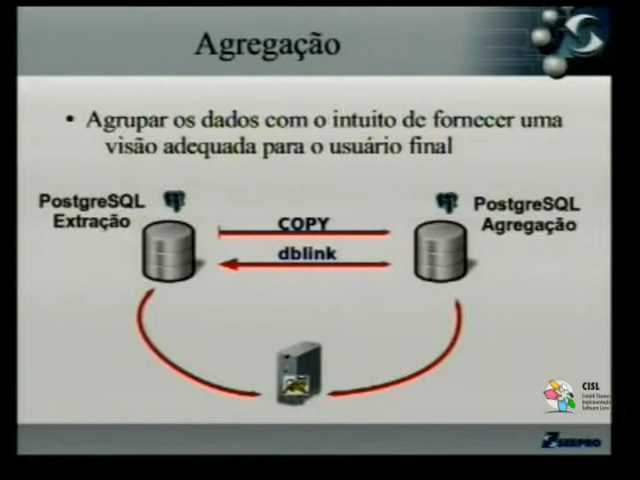 Agregação
• Agrupar os dados com o intuito de fornecer uma
visão adequada para o usuário final
PostgreSQL
Extração
PostgreSQL
Agregação
COPY
dblink
CISL
SERPRO